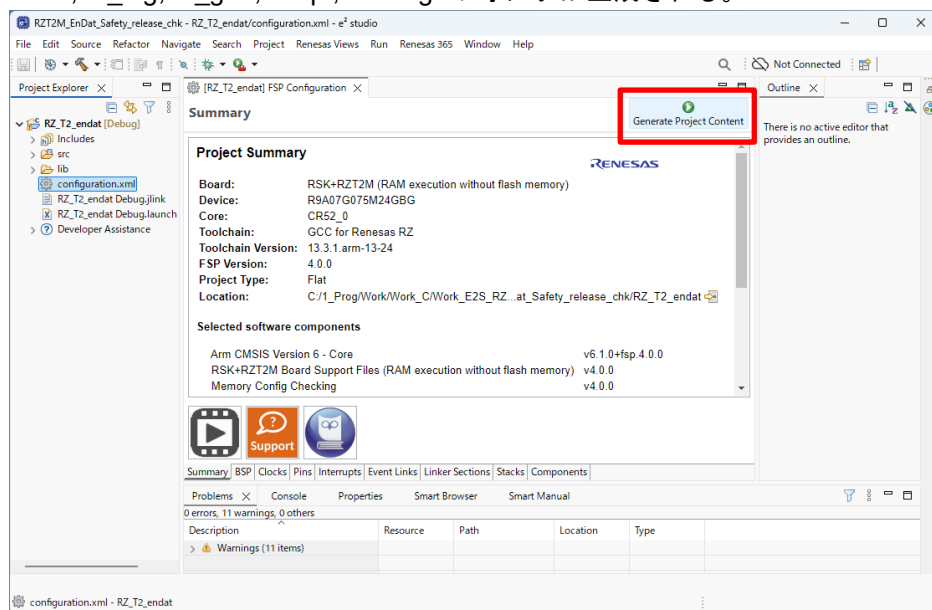 RZT2M_EnDat_Safety_release_chk - RZ_T2_endat/configuration.xml - e² studio
File Edit Source Refactor Navigate Search Project Renesas Views Run Renesas 365 Window Help
Not Connected
Project Explorer
[RZ_T2_endat] FSP Configuration
Outline
RZ_T2_endat [Debug]
Includes
src
lib
configuration.xml
RZ_T2_endat Debug.jlink
RZ_T2_endat Debug.launch
Developer Assistance
Summary
Generate Project Content
There is no active editor that
provides an outline.
Project Summary
RENESAS
Board: RSK+RZT2M (RAM execution without flash memory)
Device: R9A07G075M24GBG
Core: CR52_0
Toolchain: GCC for Renesas RZ
Toolchain Version: 13.3.1.arm-13-24
FSP Version: 4.0.0
Project Type: Flat
Location: C:/1_Prog/Work/Work_C/Work_E2S_RZ...at_Safety_release_chk/RZ_T2_endat
Selected software components
Arm CMSIS Version 6 - Core v6.1.0+fsp.4.0.0
RSK+RZT2M Board Support Files (RAM execution without flash memory) v4.0.0
Memory Config Checking v4.0.0
Support
Summary BSP Clocks Pins Interrupts Event Links Linker Sections Stacks Components
Problems Console Properties Smart Browser Smart Manual
0 errors, 11 warnings, 0 others
Description Resource Path Location Type
Warnings (11 items)
configuration.xml - RZ_T2_endat